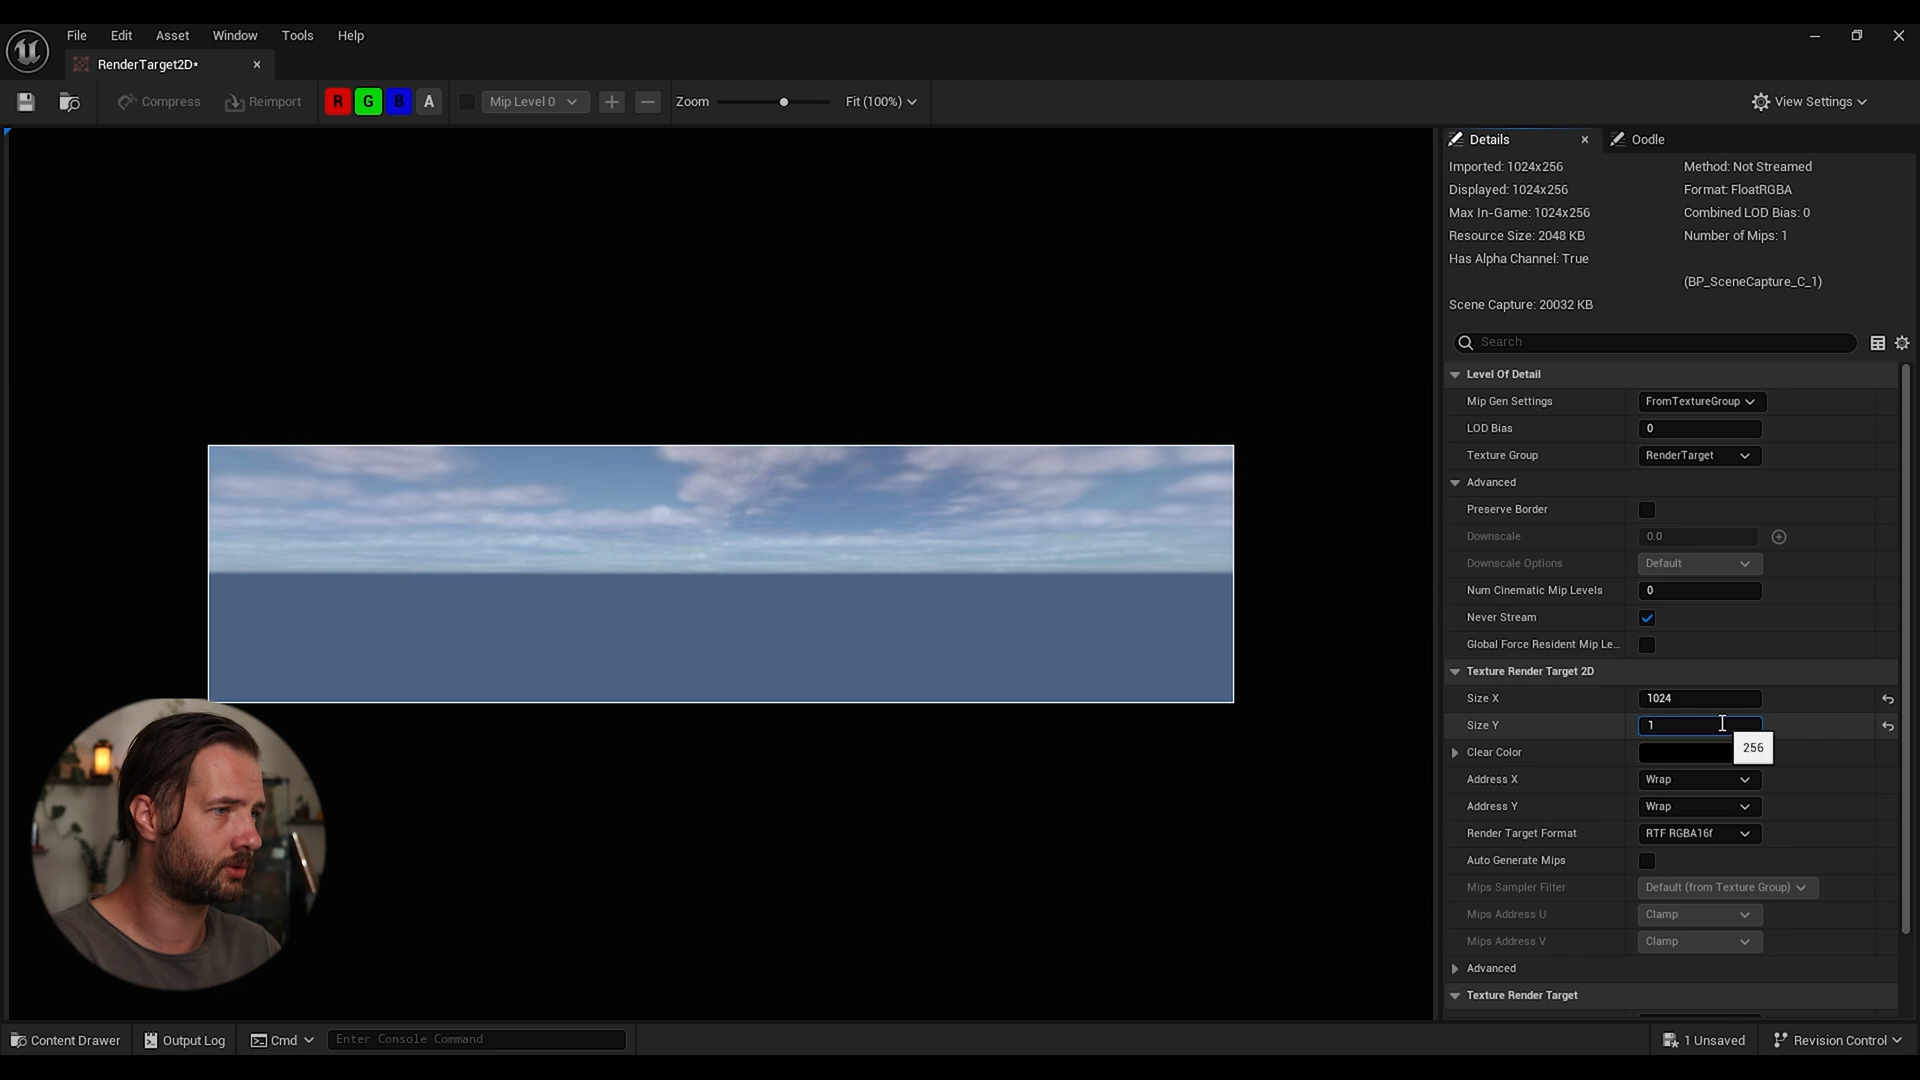 File Edit Asset Window Tools Help
RenderTarget2D*
Compress Reimport R G B A Mip Level 0 Zoom Fit (100%) View Settings
Details Oodle
Imported: 1024x256 Method: Not Streamed
Displayed: 1024x256 Format: FloatRGBA
Max In-Game: 1024x256 Combined LOD Bias: 0
Resource Size: 2048 KB Number of Mips: 1
Has Alpha Channel: True
(BP_SceneCapture_C_1)
Scene Capture: 20032 KB
Search
Level Of Detail
Mip Gen Settings FromTextureGroup
LOD Bias 0
Texture Group RenderTarget
Advanced
Preserve Border
Downscale 0.0
Downscale Options Default
Num Cinematic Mip Levels 0
Never Stream
Global Force Resident Mip Le...
Texture Render Target 2D
Size X 1024
Size Y 1
256
Clear Color
Address X Wrap
Address Y Wrap
Render Target Format RTF RGBA16f
Auto Generate Mips
Mips Sampler Filter Default (from Texture Group)
Mips Address U Clamp
Mips Address V Clamp
Advanced
Texture Render Target
Content Drawer Output Log Cmd Enter Console Command 1 Unsaved Revision Control